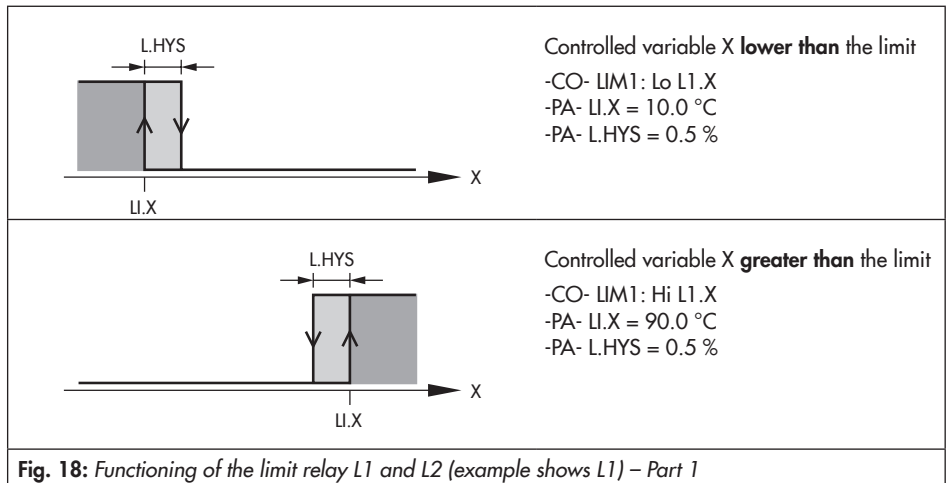 L.HYS
X
LI.X
Controlled variable X lower than the limit
-CO- LIM1: Lo L1.X
-PA- LI.X = 10.0 °C
-PA- L.HYS = 0.5 %
L.HYS
X
LI.X
Controlled variable X greater than the limit
-CO- LIM1: Hi L1.X
-PA- LI.X = 90.0 °C
-PA- L.HYS = 0.5 %
Fig. 18: Functioning of the limit relay L1 and L2 (example shows L1) – Part 1